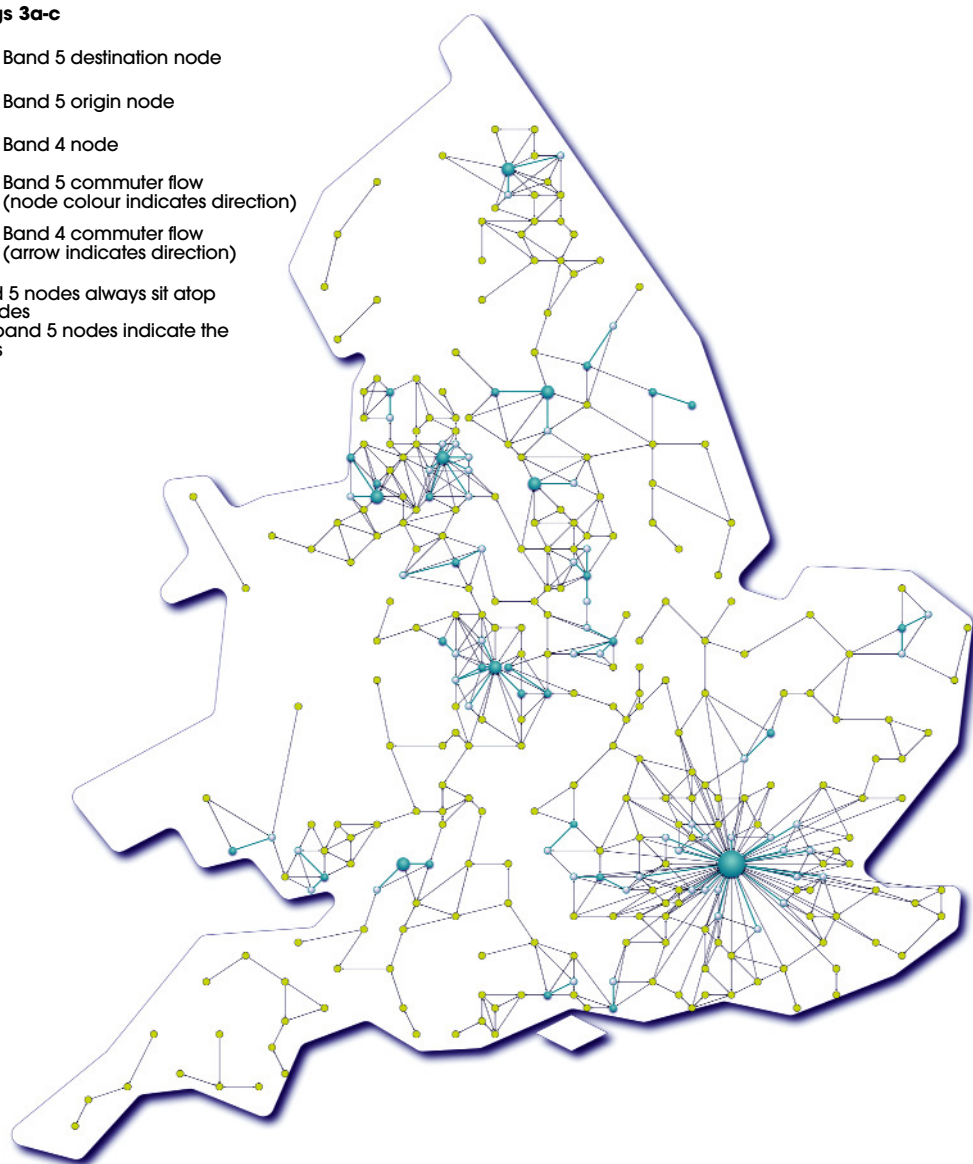 gs 3a-c
Band 5 destination node
Band 5 origin node
Band 4 node
Band 5 commuter flow
(node colour indicates direction)
Band 4 commuter flow
(arrow indicates direction)
d 5 nodes always sit atop
des
band 5 nodes indicate the
s